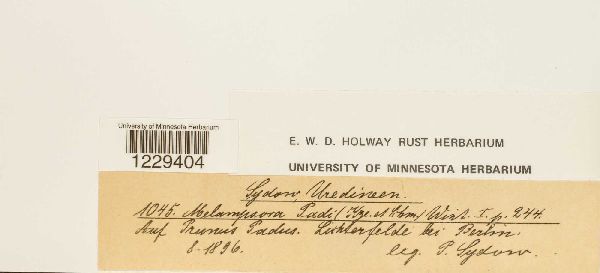 University of Minnesota Herbarium
1229404
E. W. D. HOLWAY RUST HERBARIUM
UNIVERSITY OF MINNESOTA HERBARIUM
Sydow, Uredineen.
1045. Melampsora Padi (Kze. et Schm.) Wint. I. p. 244.
Auf Prunus Padus. Lichterfelde bei Berlin.
8. 1896. leg. P. Sydow.